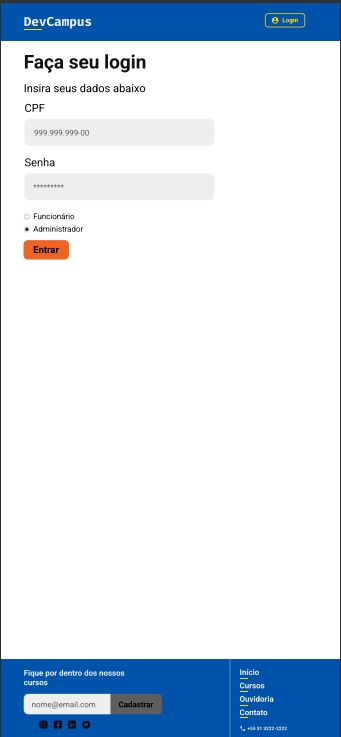 DevCampus
Login
Faça seu login
Insira seus dados abaixo
CPF
999.999.999-00
Senha
*********
Funcionário
Administrador
Entrar
Fique por dentro dos nossos
cursos
nome@email.com
Cadastrar
Início
Cursos
Ouvidoria
Contato
+55 31 3222-2222